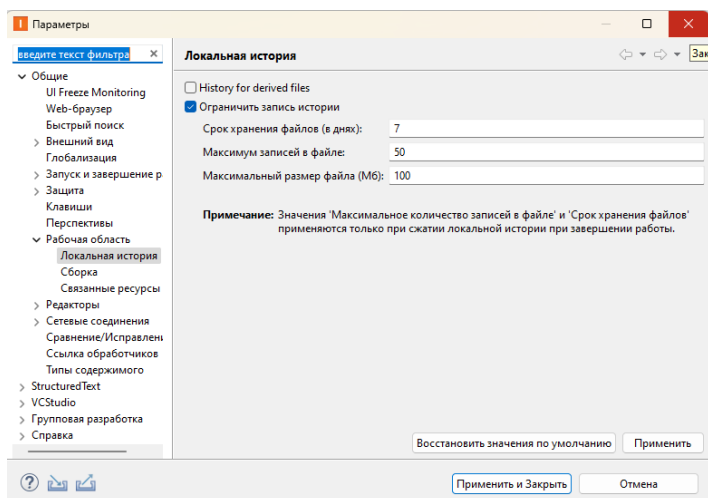 Параметры
введите текст фильтра
Общие
UI Freeze Monitoring
Web-браузер
Быстрый поиск
Внешний вид
Глобализация
Запуск и завершение р
Защита
Клавиши
Перспективы
Рабочая область
Локальная история
Сборка
Связанные ресурсы
Редакторы
Сетевые соединения
Сравнение/Исправлени
Ссылка обработчиков
Типы содержимого
StructuredText
VCStudio
Групповая разработка
Справка
Локальная история
Зак
History for derived files
Ограничить запись истории
Срок хранения файлов (в днях): 7
Максимум записей в файле: 50
Максимальный размер файла (Мб): 100
Примечание: Значения 'Максимальное количество записей в файле' и 'Срок хранения файлов'
применяются только при сжатии локальной истории при завершении работы.
Восстановить значения по умолчанию Применить
Применить и Закрыть Отмена